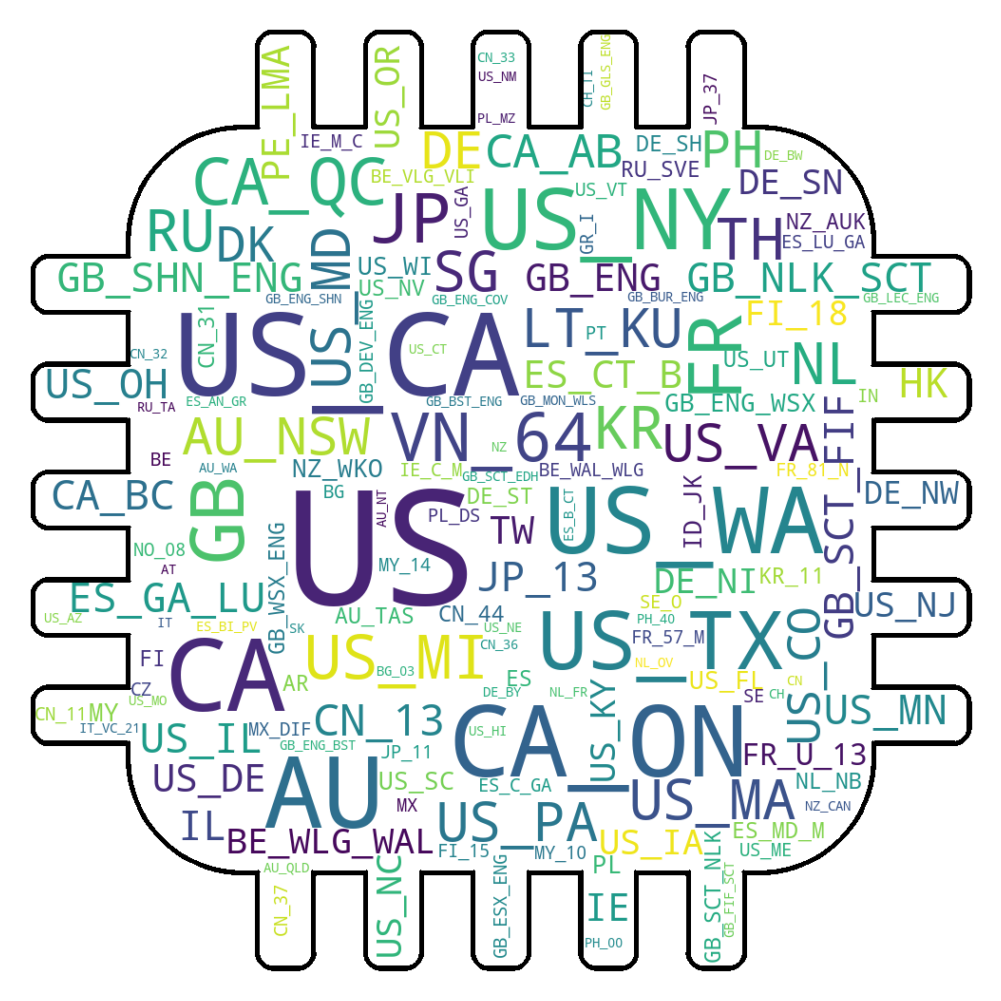 PE_LMA
US_OR
CN_33
US_NM
PL_MZ
CH_TI
GB_GLS_ENG
JP_37
IE_M_C
DE
CA_AB
DE_SH
PH
DE_BW
CA_QC
BE_VLG_VLI
RU_SVE
DE_SN
JP
US_GA
US_NY
US_VT
GR_I
TH
NZ_AUK
ES_LU_GA
RU
DK
US_MD
US_WI
SG
GB_ENG
GB_NLK_SCT
GB_SHN_ENG
US_NV
GB_ENG_SHN
GB_DEV_ENG
GB_ENG_COV
GB_BUR_ENG
GB_LEC_ENG
CN_31
US_CA
US_CT
LT_KU
PT
FR
FI_18
CN_32
US_OH
RU_TA
ES_AN_GR
ES_CT_B
US_UT
NL
IN
HK
GB_BST_ENG
GB_MON_WLS
GB_ENG_WSX
AU_NSW
VN_64
NZ
KR
US_VA
GB_SCT_FIF
BE
AU_WA
NZ_WKO
IE_C_M
GB_SCT_EDH
BE_WAL_WLG
FR_81_N
CA_BC
GB
BG
US
AU_NT
PL_DS
DE_ST
TW
ES_B_CT
US_WA
ID_JK
DE_NW
NO_08
AT
GB_WSX_ENG
MY_14
JP_13
DE_NI
KR_11
ES_GA_LU
US_AZ
IT
ES_BI_PV
SK
AU_TAS
CN_44
US_NE
CN_36
SE_O
PH_40
US_TX
FR_57_M
US_CO
US_NJ
FI
CA
AR
US_MI
BG_03
ES
DE_BY
NL_FR
NL_OV
US_FL
SE
CH
CN
CZ
US_MO
CN_11
MY
IT_VC_21
US_IL
MX_DIF
GB_ENG_BST
CN_13
JP_11
CA_ON
US_HI
US_KY
US_MN
FR_U_13
US_DE
AU
US_SC
MX
ES_C_GA
US_MA
NL_NB
NZ_CAN
IL
BE_WLG_WAL
US_PA
FI_15
MY_10
US_IA
ES_MD_M
US_ME
AU_QLD
CN_37
US_NC
GB_ESX_ENG
PL
IE
PH_00
GB_SCT_NLK
GB_FIF_SCT